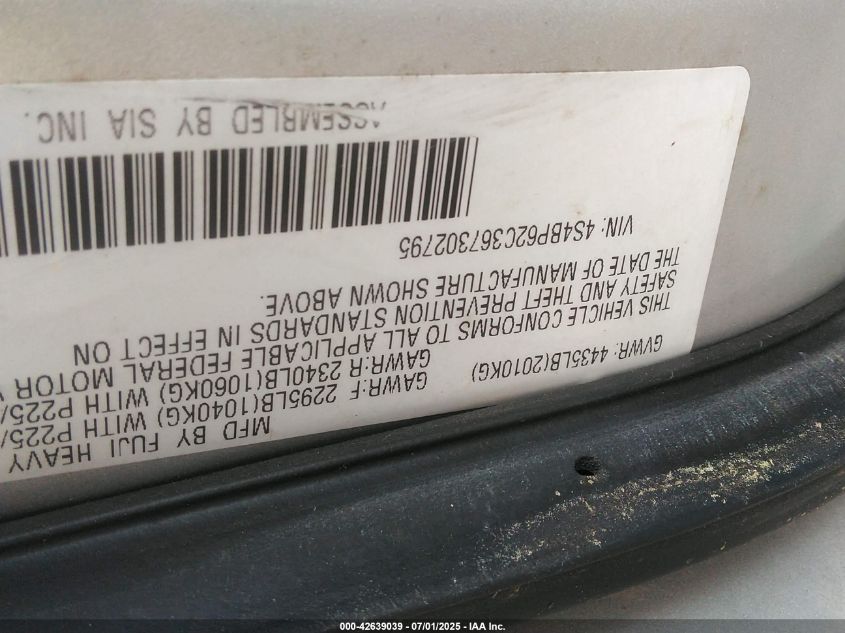 MFD BY FUJI HEAVY
GAWR:F 2295LB(1040KG) WITH P225/
GAWR:R 2340LB(1060KG) WITH P225/
GVWR: 4435LB(2010KG)
THIS VEHICLE CONFORMS TO ALL APPLICABLE FEDERAL MOTOR V
SAFETY AND THEFT PREVENTION STANDARDS IN EFFECT ON
THE DATE OF MANUFACTURE SHOWN ABOVE.
VIN: 4S4BP62C367302795
ASSEMBLED BY SIA INC.
000-42639039 - 07/01/2025 - IAA Inc.